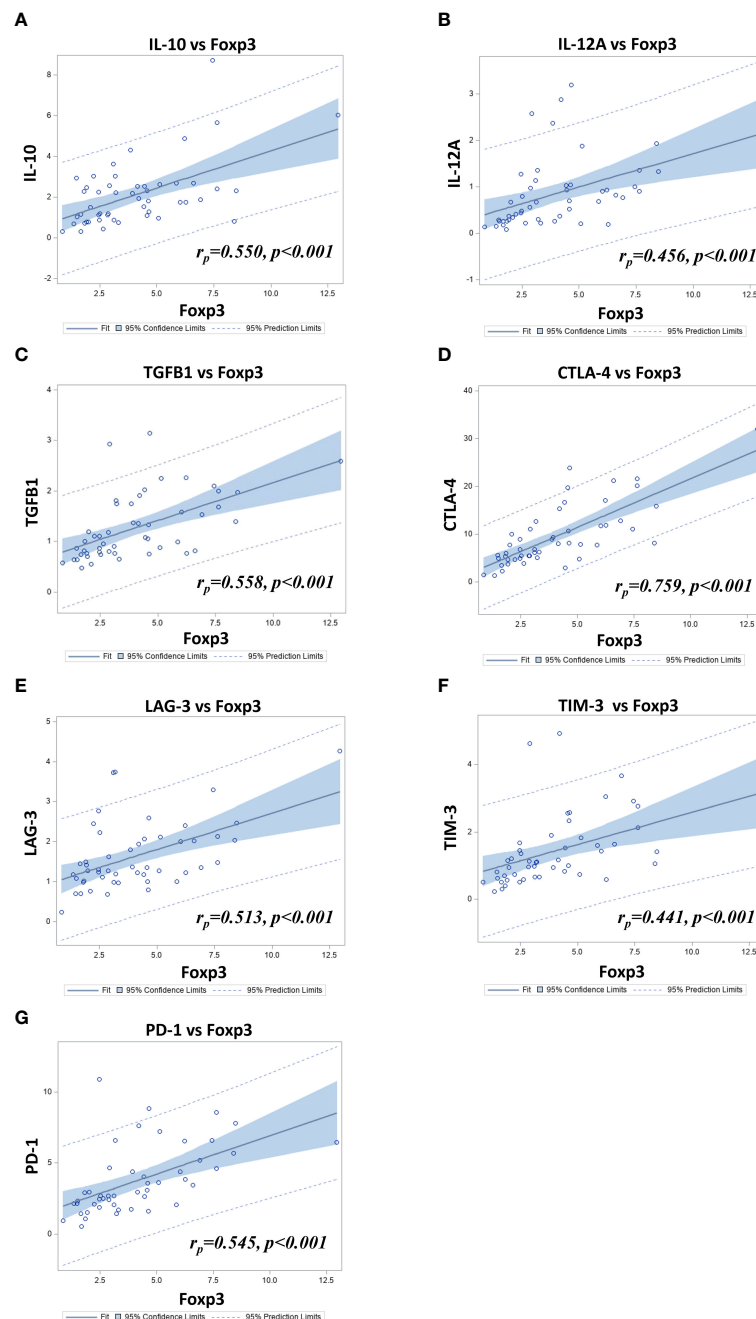 A
IL-10 vs Foxp3
IL-10
8
6
4
2
0
-2
2.5 5.0 7.5 10.0 12.5
r_p=0.550, p<0.001
Foxp3
Fit 95% Confidence Limits 95% Prediction Limits
B
IL-12A vs Foxp3
IL-12A
3
2
1
0
-1
2.5 5.0 7.5 10.0 12.5
r_p=0.456, p<0.001
Foxp3
Fit 95% Confidence Limits 95% Prediction Limits
C
TGFB1 vs Foxp3
TGFB1
4
3
2
1
0
2.5 5.0 7.5 10.0 12.5
r_p=0.558, p<0.001
Foxp3
Fit 95% Confidence Limits 95% Prediction Limits
D
CTLA-4 vs Foxp3
CTLA-4
40
30
20
10
0
2.5 5.0 7.5 10.0 12.5
r_p=0.759, p<0.001
Foxp3
Fit 95% Confidence Limits 95% Prediction Limits
E
LAG-3 vs Foxp3
LAG-3
5
4
3
2
1
0
2.5 5.0 7.5 10.0 12.5
r_p=0.513, p<0.001
Foxp3
Fit 95% Confidence Limits 95% Prediction Limits
F
TIM-3 vs Foxp3
TIM-3
4
2
0
2.5 5.0 7.5 10.0 12.5
r_p=0.441, p<0.001
Foxp3
Fit 95% Confidence Limits 95% Prediction Limits
G
PD-1 vs Foxp3
PD-1
10
5
0
2.5 5.0 7.5 10.0 12.5
r_p=0.545, p<0.001
Foxp3
Fit 95% Confidence Limits 95% Prediction Limits